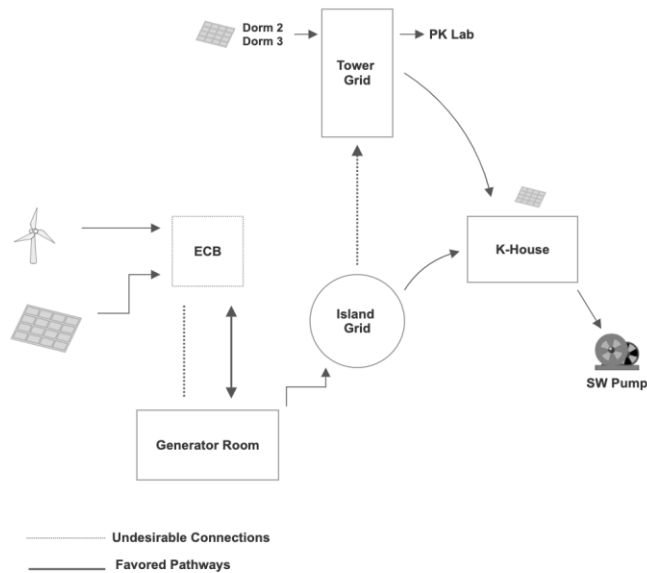 Dorm 2
Dorm 3
PK Lab
Tower
Grid
ECB
K-House
Island
Grid
SW Pump
Generator Room
Undesirable Connections
Favored Pathways